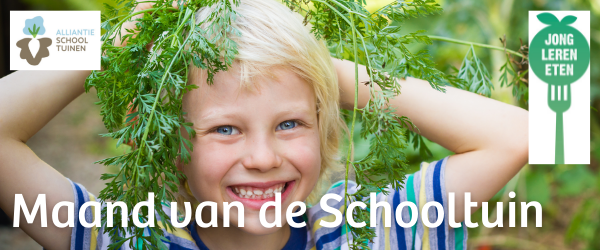 ALLIANTIE
SCHOOL
TUINEN
JONG
LEREN
ETEN
Maand van de Schooltuin